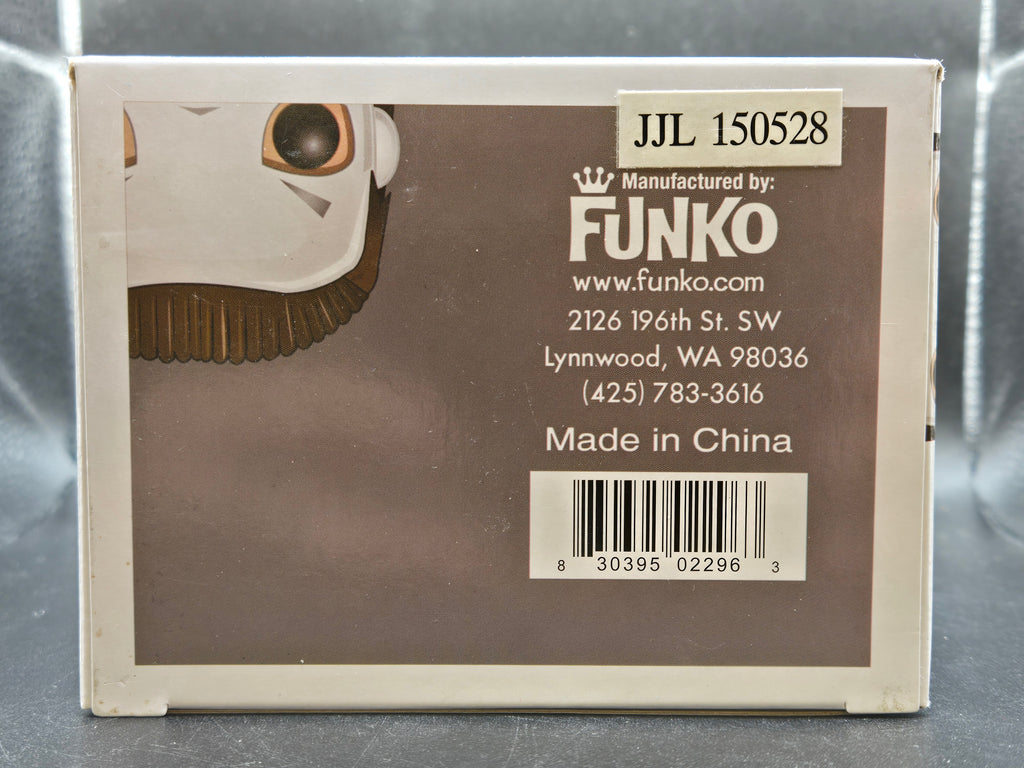 JJL 150528
Manufactured by:
FUNKO
www.funko.com
2126 196th St. SW
Lynnwood, WA 98036
(425) 783-3616
Made in China
8 30395 02296 3